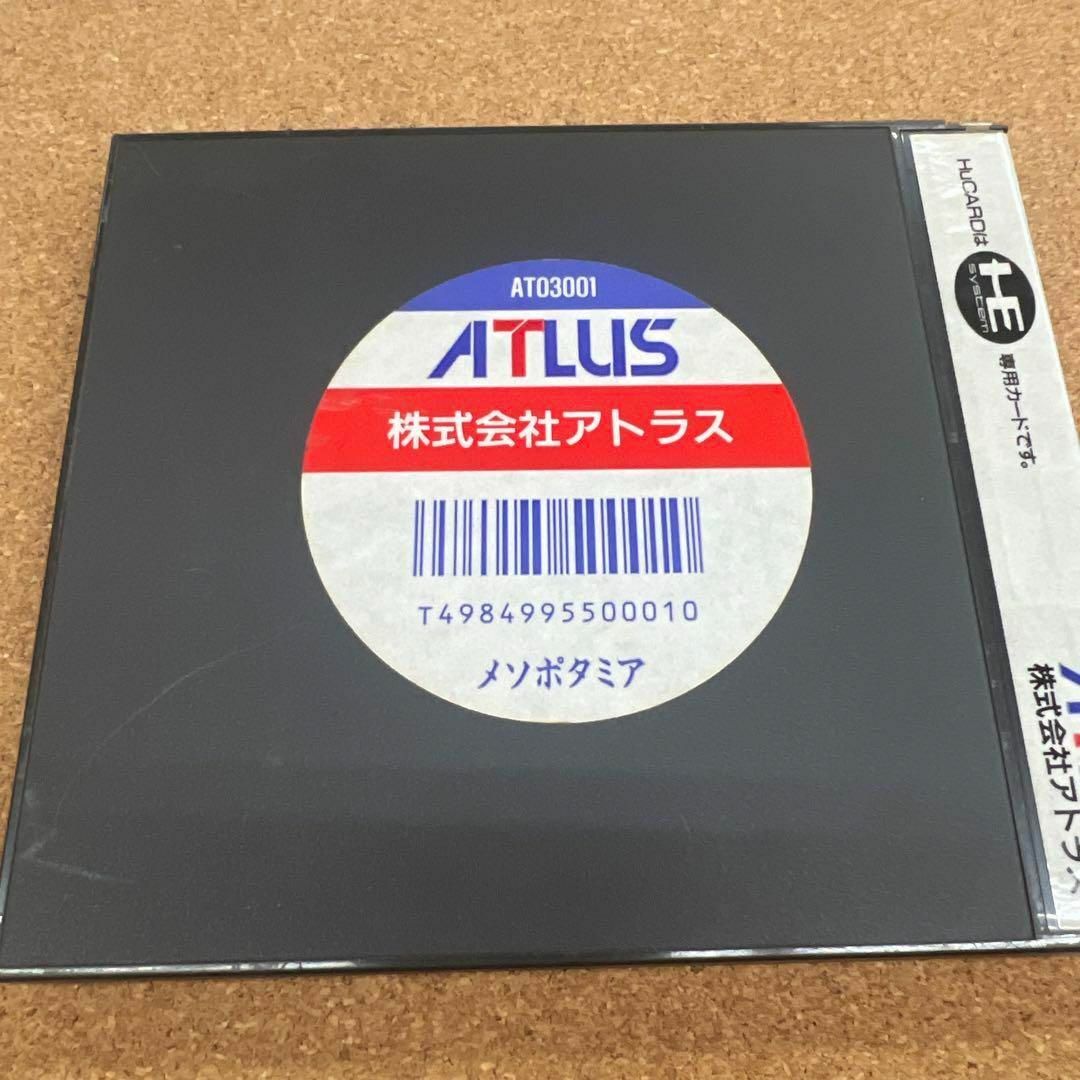 AT03001
ATLUS
株式会社アトラス
T4984995500010
メソポタミア
HuCARDは
HE
system
専用カードです。
株式会社アトラス